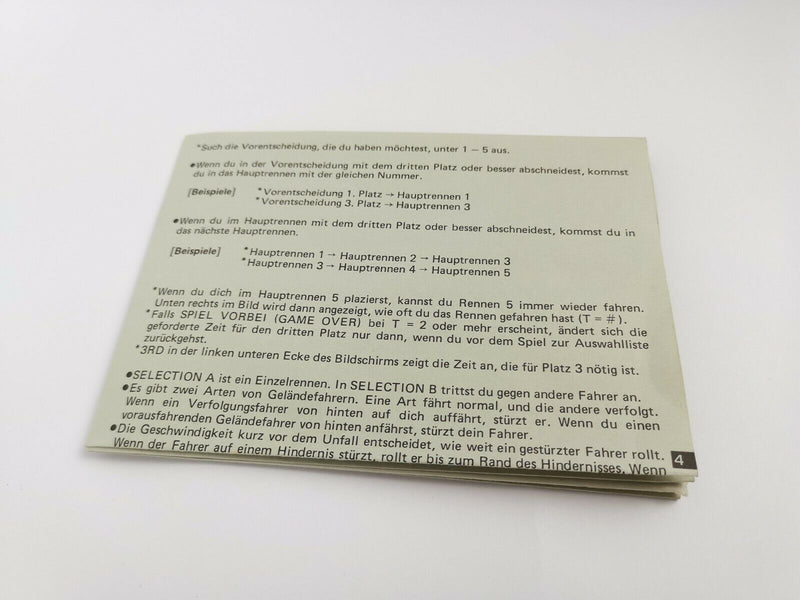 *Such die Vorentscheidung, die du haben möchtest, unter 1 – 5 aus.
●Wenn du in der Vorentscheidung mit dem dritten Platz oder besser abschneidest, kommst
du in das Hauptrennen mit der gleichen Nummer.
[Beispiele] *Vorentscheidung 1. Platz → Hauptrennen 1
*Vorentscheidung 3. Platz → Hauptrennen 3
●Wenn du im Hauptrennen mit dem dritten Platz oder besser abschneidest, kommst du in
das nächste Hauptrennen.
[Beispiele] *Hauptrennen 1 → Hauptrennen 2 → Hauptrennen 3
*Hauptrennen 3 → Hauptrennen 4 → Hauptrennen 5
*Wenn du dich im Hauptrennen 5 plazierst, kannst du Rennen 5 immer wieder fahren.
Unten rechts im Bild wird dann angezeigt, wie oft du das Rennen gefahren hast (T = #).
*Falls SPIEL VORBEI (GAME OVER) bei T = 2 oder mehr erscheint, ändert sich die
geforderte Zeit für den dritten Platz nur dann, wenn du vor dem Spiel zur Auswahlliste
zurückgehst.
*3RD in der linken unteren Ecke des Bildschirms zeigt die Zeit an, die für Platz 3 nötig ist.
●SELECTION A ist ein Einzelrennen. In SELECTION B trittst du gegen andere Fahrer an.
●Es gibt zwei Arten von Geländefahrern. Eine Art fährt normal, und die andere verfolgt.
Wenn ein Verfolgungsfahrer von hinten auf dich auffährt, stürzt er. Wenn du einen
vorausfahrenden Geländefahrer von hinten anfährst, stürzt dein Fahrer.
●Die Geschwindigkeit kurz vor dem Unfall entscheidet, wie weit ein gestürzter Fahrer rollt.
Wenn der Fahrer auf einem Hindernis stürzt, rollt er bis zum Rand des Hindernisses. Wenn
4